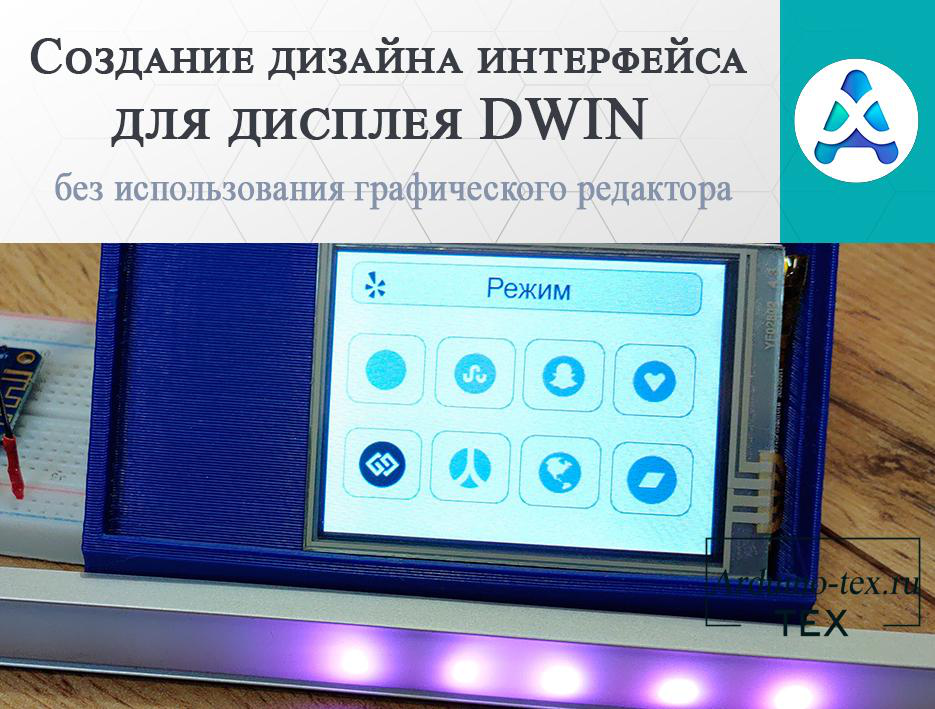 Создание дизайна интерфейса
для дисплея DWIN
без использования графического редактора
Режим
Arduino-tex.ru
TEX